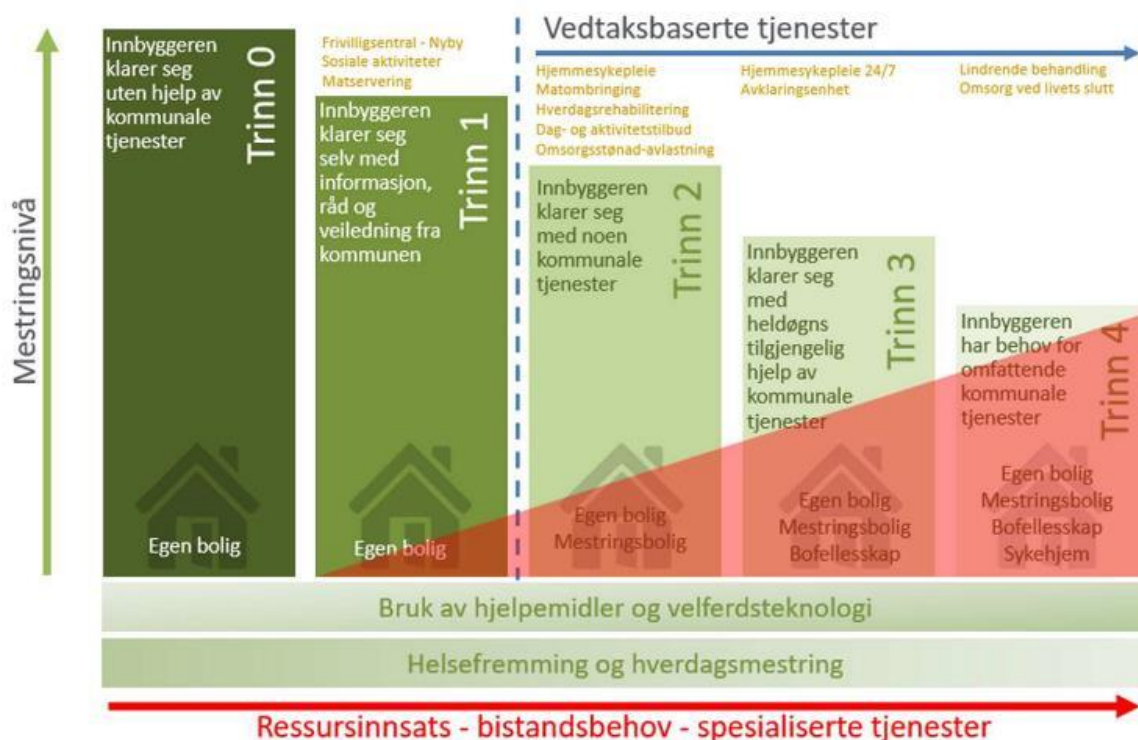 Mestringsnivå
Innbyggeren
klarer seg
uten hjelp av
kommunale
tjenester
Trinn 0
Egen bolig
Frivilligsentral - Nyby
Sosiale aktiviteter
Matservering
Innbyggeren
klarer seg
selv med
informasjon,
råd og
veiledning fra
kommunen
Trinn 1
Egen bolig
Vedtaksbaserte tjenester
Hjemmesykepleie
Matombringing
Hverdagsrehabilitering
Dag- og aktivitetstilbud
Omsorgsstønad-avlastning
Innbyggeren
klarer seg
med noen
kommunale
tjenester
Trinn 2
Egen bolig
Mestringsbolig
Hjemmesykepleie 24/7
Avklaringsenhet
Innbyggeren
klarer seg
med
heldøgns
tilgjengelig
hjelp av
kommunale
tjenester
Trinn 3
Egen bolig
Mestringsbolig
Bofellesskap
Lindrende behandling
Omsorg ved livets slutt
Innbyggeren
har behov for
omfattende
kommunale
tjenester
Trinn 4
Egen bolig
Mestringsbolig
Bofellesskap
Sykehjem
Bruk av hjelpemidler og velferdsteknologi
Helsefremming og hverdagsmestring
Ressursinnsats - bistandsbehov - spesialiserte tjenester